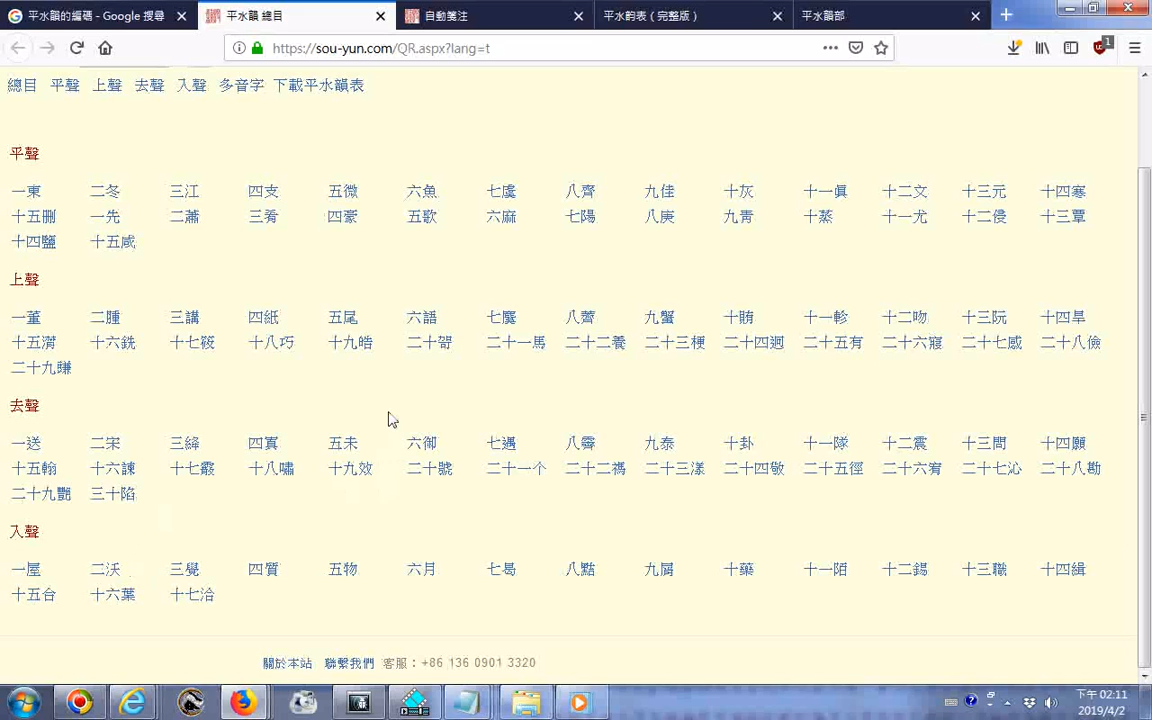 平水韻的編碼 - Google 搜尋
平水韻 總目
自動箋注
平水韵表（完整版）
平水韻部
https://sou-yun.com/QR.aspx?lang=t
1
總目 平聲 上聲 去聲 入聲 多音字 下載平水韻表
平聲
一東 二冬 三江 四支 五微 六魚 七虞 八齊 九佳 十灰 十一眞 十二文 十三元 十四寒
十五刪 一先 二蕭 三肴 四豪 五歌 六麻 七陽 八庚 九靑 十蒸 十一尤 十二侵 十三覃
十四鹽 十五咸
上聲
一董 二腫 三講 四紙 五尾 六語 七麌 八薺 九蟹 十賄 十一軫 十二吻 十三阮 十四旱
十五潸 十六銑 十七筱 十八巧 十九皓 二十哿 二十一馬 二十二養 二十三梗 二十四迥 二十五有 二十六寢 二十七感 二十八儉
二十九豏
去聲
一送 二宋 三絳 四寘 五未 六御 七遇 八霽 九泰 十卦 十一隊 十二震 十三問 十四願
十五翰 十六諫 十七霰 十八嘯 十九效 二十號 二十一个 二十二禡 二十三漾 二十四敬 二十五徑 二十六宥 二十七沁 二十八勘
二十九豔 三十陷
入聲
一屋 二沃 三覺 四質 五物 六月 七曷 八黠 九屑 十藥 十一陌 十二錫 十三職 十四緝
十五合 十六葉 十七洽
關於本站 聯繫我們 客服：+86 136 0901 3320
下午 02:11
2019/4/2